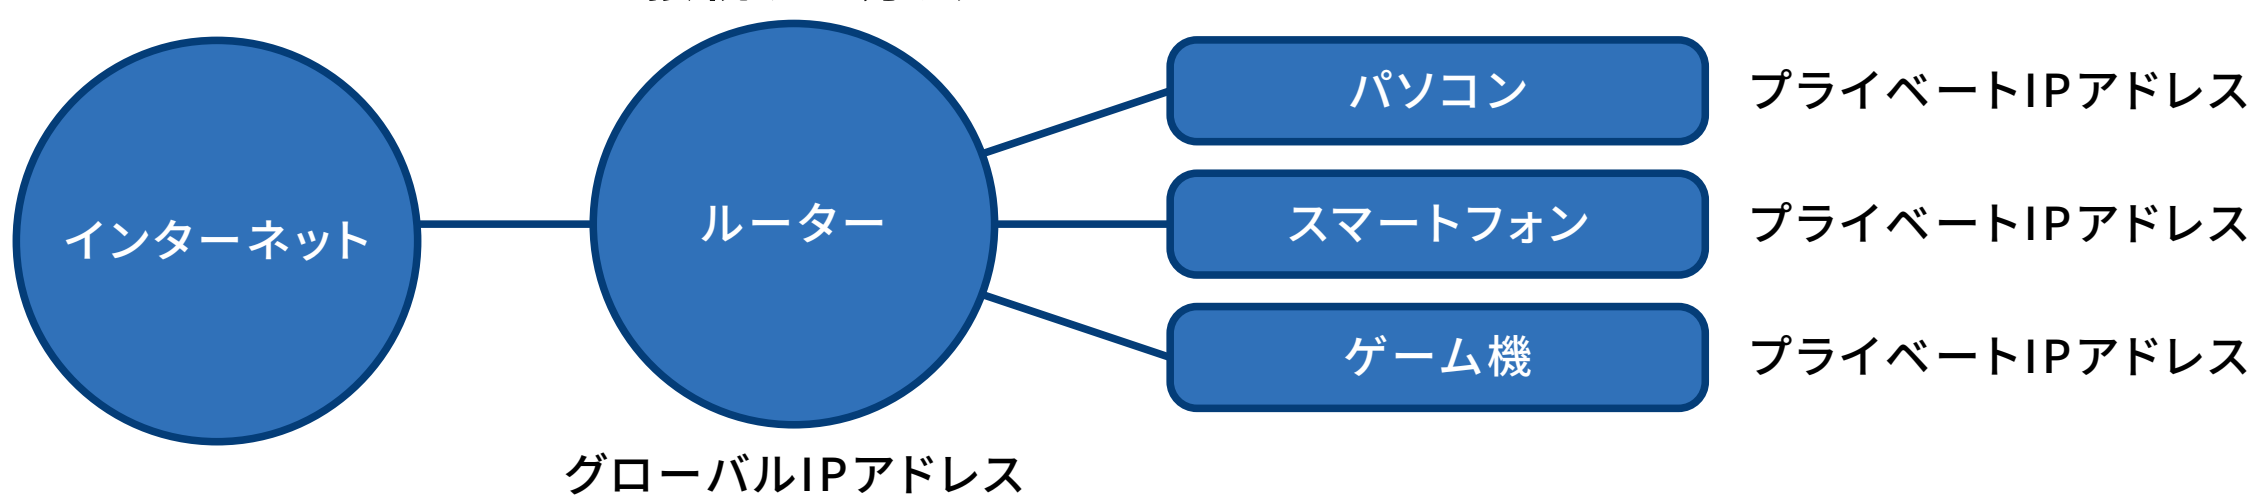 インターネット
ルーター
グローバルIPアドレス
パソコン
プライベートIPアドレス
スマートフォン
プライベートIPアドレス
ゲーム機
プライベートIPアドレス